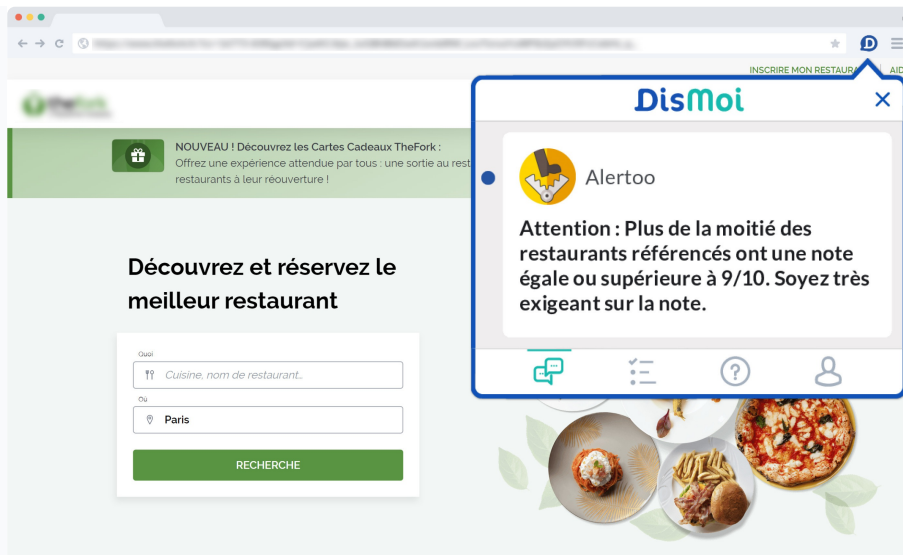 INSCRIRE MON RESTAURA
AID
DisMoi
theFork
NOUVEAU ! Découvrez les Cartes Cadeaux TheFork :
Offrez une expérience attendue par tous : une sortie au rest
restaurants à leur réouverture !
Alertoo
Attention : Plus de la moitié des
restaurants référencés ont une note
égale ou supérieure à 9/10. Soyez très
exigeant sur la note.
Découvrez et réservez le
meilleur restaurant
Quoi
Cuisine, nom de restaurant...
Où
Paris
RECHERCHE